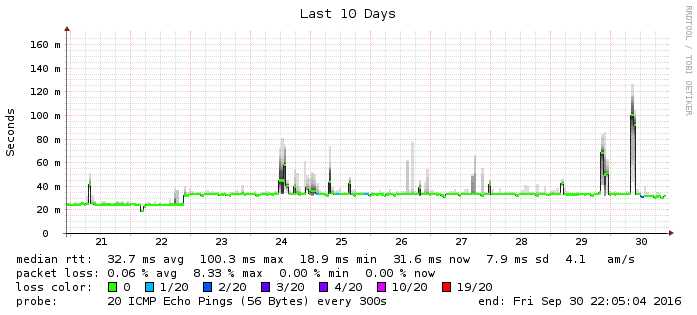 Last 10 Days
RRDTOOL / TOBI OETIKER
Seconds
160 m
140 m
120 m
100 m
80 m
60 m
40 m
20 m
0
21 22 23 24 25 26 27 28 29 30
median rtt: 32.7 ms avg 100.3 ms max 18.9 ms min 31.6 ms now 7.9 ms sd 4.1 am/s
packet loss: 0.06 % avg 8.33 % max 0.00 % min 0.00 % now
loss color: 0 1/20 2/20 3/20 4/20 10/20 19/20
probe: 20 ICMP Echo Pings (56 Bytes) every 300s end: Fri Sep 30 22:05:04 2016